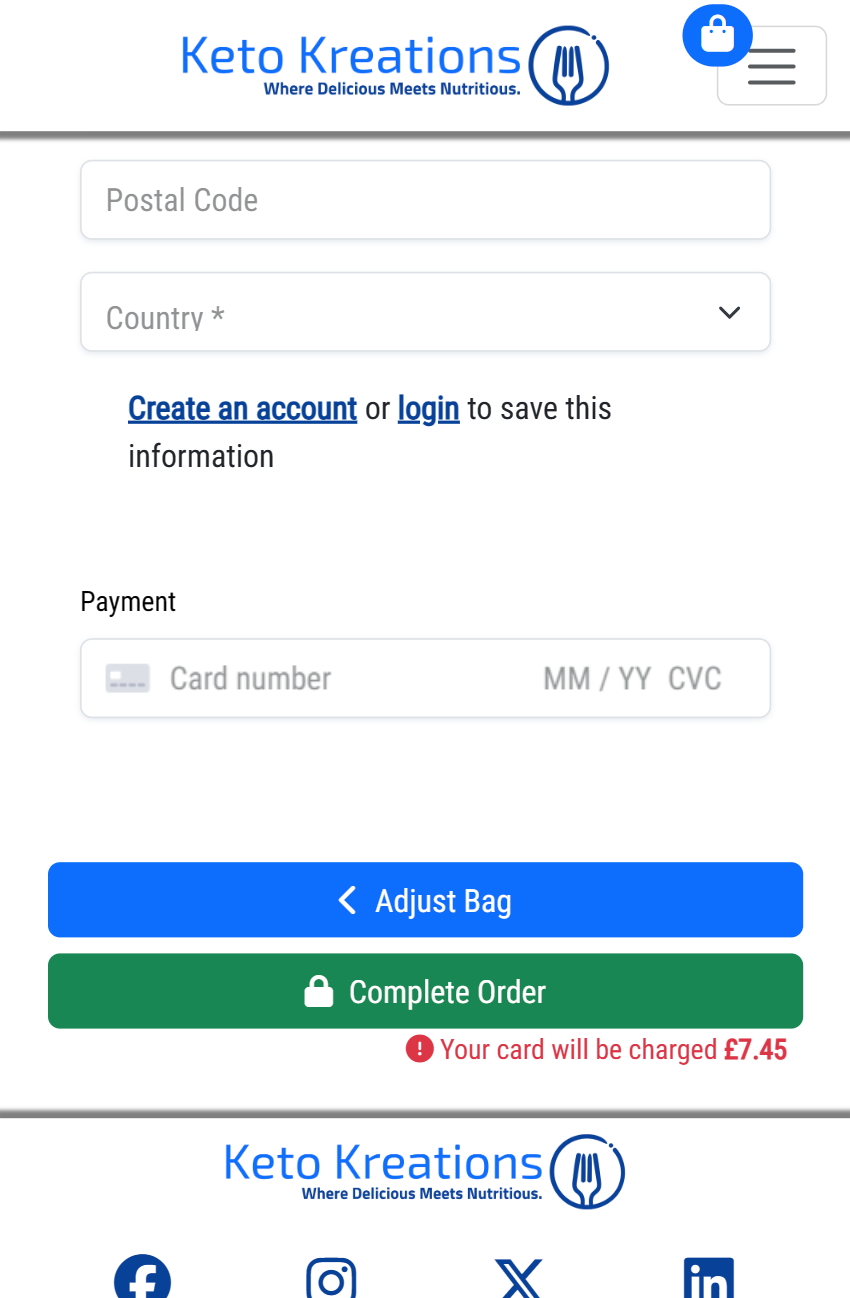 Keto Kreations
Where Delicious Meets Nutritious.
Postal Code
Country *
Create an account or login to save this
information
Payment
Card number MM / YY CVC
Adjust Bag
Complete Order
Your card will be charged £7.45
Keto Kreations
Where Delicious Meets Nutritious.